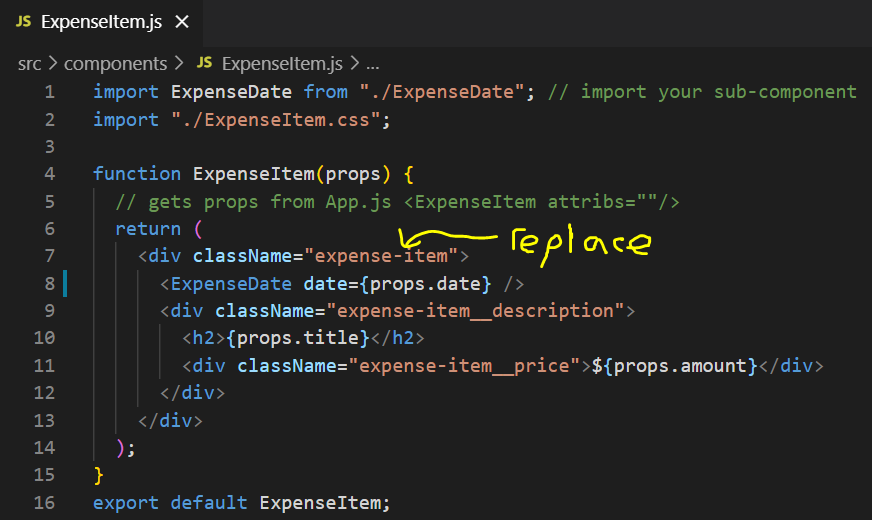 JS ExpenseItem.js ✕
src > components > JS ExpenseItem.js > ...
1 import ExpenseDate from "./ExpenseDate"; // import your sub-component
2 import "./ExpenseItem.css";
3
4 function ExpenseItem(props) {
5 // gets props from App.js <ExpenseItem attribs=""/>
6 return (
replace
7 <div className="expense-item">
8 <ExpenseDate date={props.date} />
9 <div className="expense-item__description">
10 <h2>{props.title}</h2>
11 <div className="expense-item__price">${props.amount}</div>
12 </div>
13 </div>
14 );
15 }
16 export default ExpenseItem;